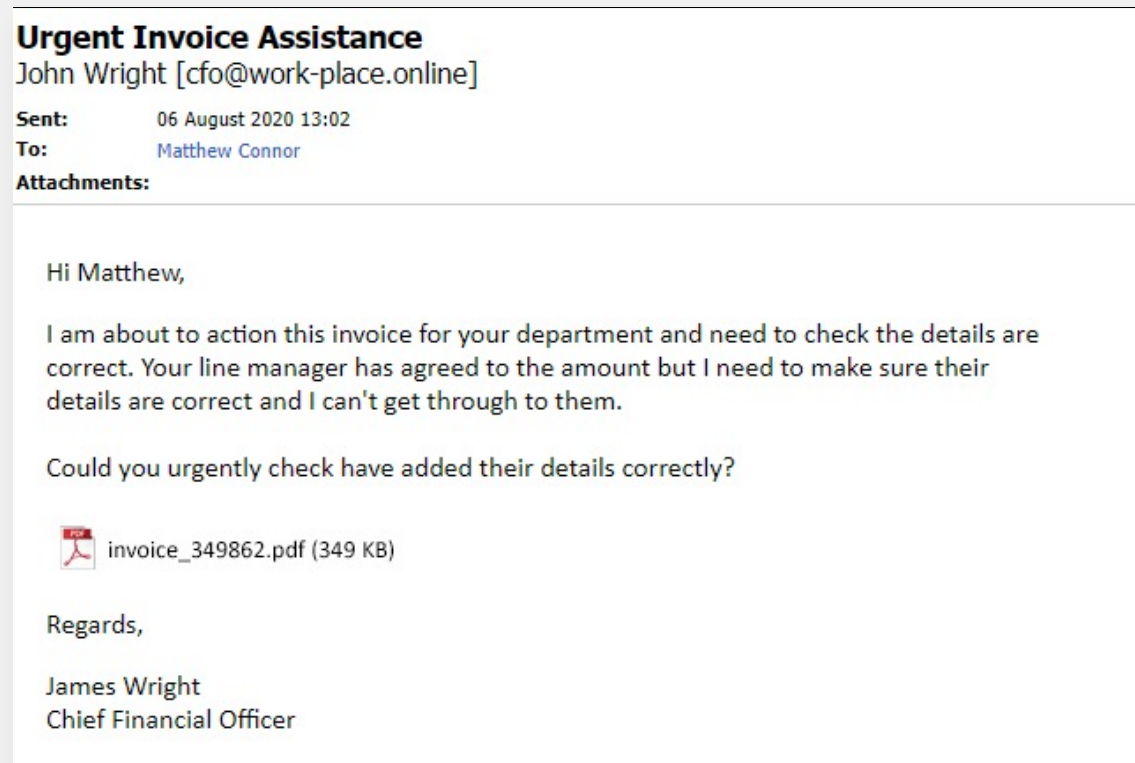 Urgent Invoice Assistance
John Wright [cfo@work-place.online]
Sent: 06 August 2020 13:02
To: Matthew Connor
Attachments:
Hi Matthew,
I am about to action this invoice for your department and need to check the details are
correct. Your line manager has agreed to the amount but I need to make sure their
details are correct and I can't get through to them.
Could you urgently check have added their details correctly?
PDF
invoice_349862.pdf (349 KB)
Regards,
James Wright
Chief Financial Officer